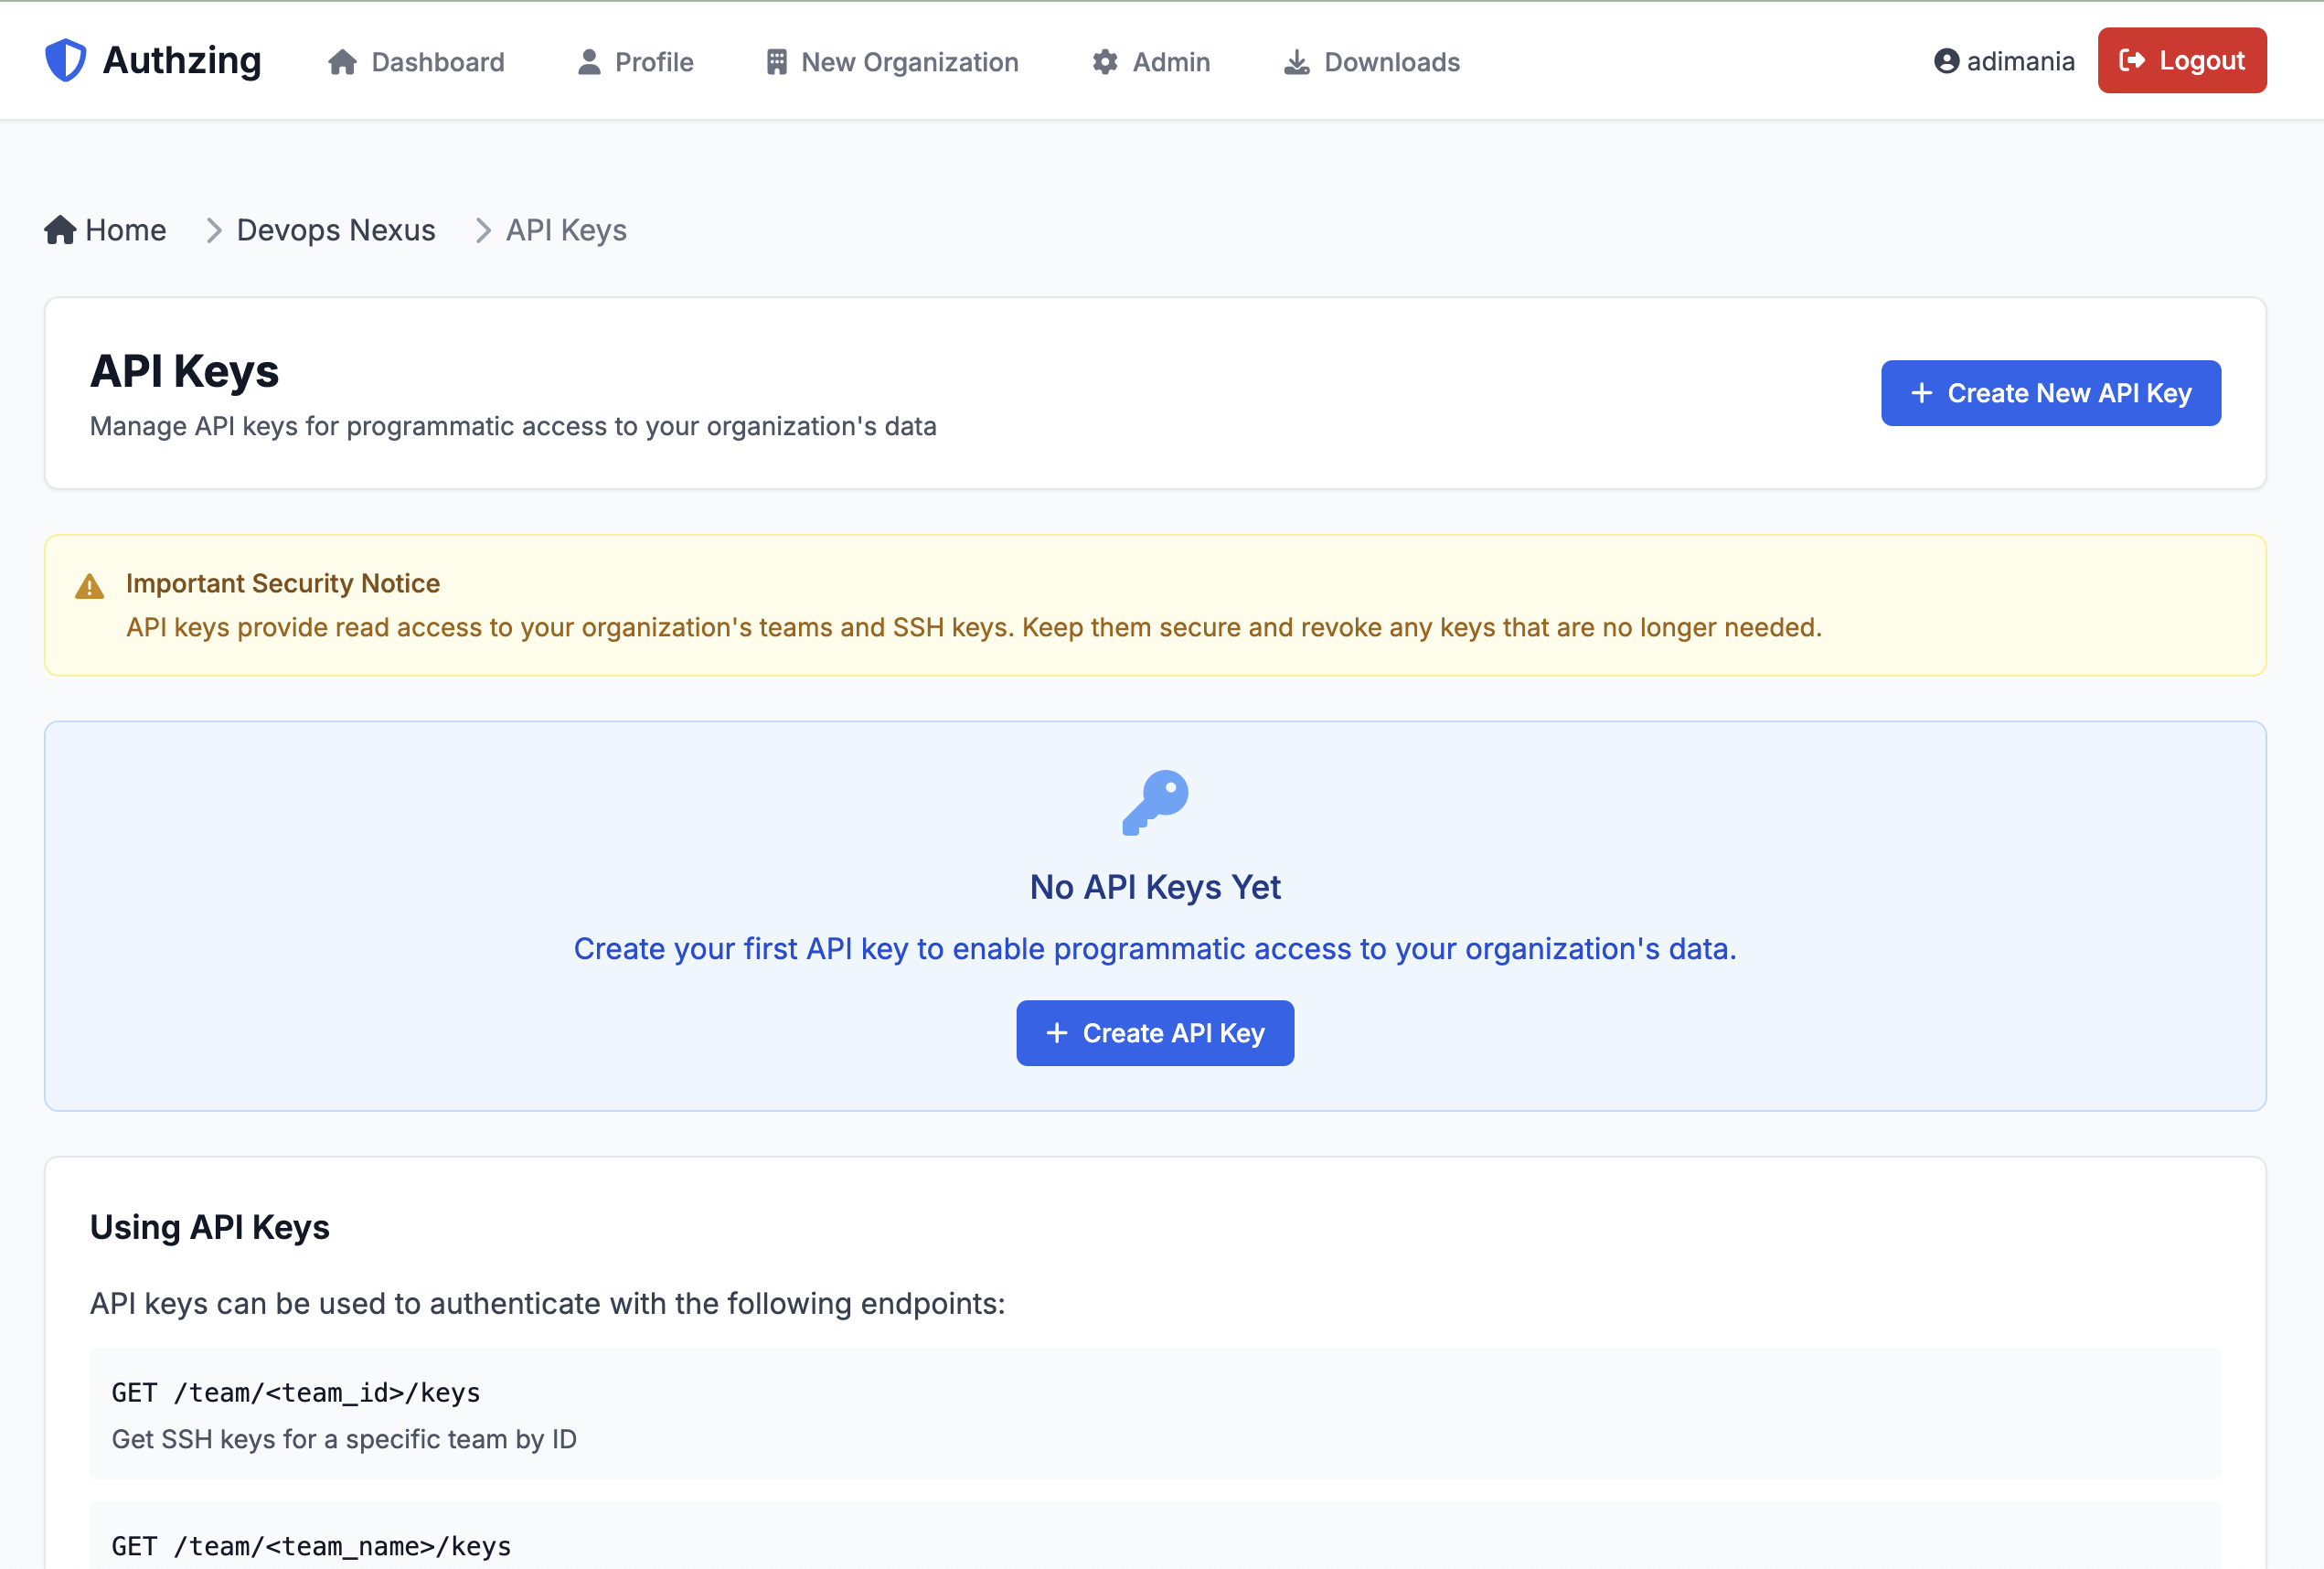 Authzing Dashboard Profile New Organization Admin Downloads adimania Logout
Home Devops Nexus API Keys
API Keys
Manage API keys for programmatic access to your organization's data
+ Create New API Key
Important Security Notice
API keys provide read access to your organization's teams and SSH keys. Keep them secure and revoke any keys that are no longer needed.
No API Keys Yet
Create your first API key to enable programmatic access to your organization's data.
+ Create API Key
Using API Keys
API keys can be used to authenticate with the following endpoints:
GET /team/<team_id>/keys
Get SSH keys for a specific team by ID
GET /team/<team_name>/keys